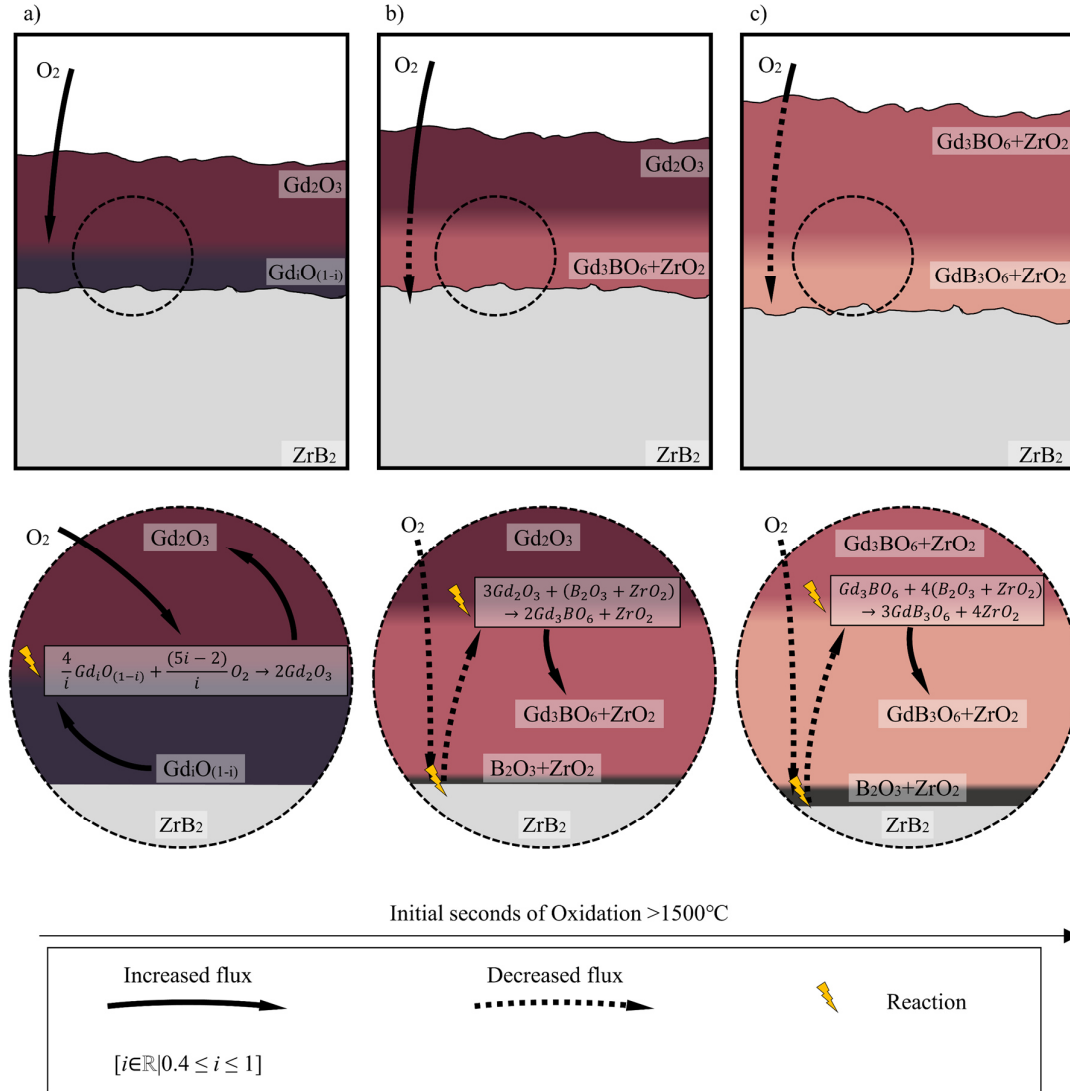 a)
O₂
Gd₂O₃
GdᵢO₍₁₋ᵢ₎
ZrB₂
b)
O₂
Gd₂O₃
Gd₃BO₆+ZrO₂
ZrB₂
c)
O₂
Gd₃BO₆+ZrO₂
GdB₃O₆+ZrO₂
ZrB₂
O₂
Gd₂O₃
4/i GdᵢO₍₁₋ᵢ₎ + (5i − 2)/i O₂ → 2Gd₂O₃
GdᵢO₍₁₋ᵢ₎
ZrB₂
O₂
Gd₂O₃
3Gd₂O₃ + (B₂O₃ + ZrO₂)
→ 2Gd₃BO₆ + ZrO₂
Gd₃BO₆+ZrO₂
B₂O₃+ZrO₂
ZrB₂
O₂
Gd₃BO₆+ZrO₂
Gd₃BO₆ + 4(B₂O₃ + ZrO₂)
→ 3GdB₃O₆ + 4ZrO₂
GdB₃O₆+ZrO₂
B₂O₃+ZrO₂
ZrB₂
Initial seconds of Oxidation >1500℃
Increased flux
Decreased flux
Reaction
[i∈ℝ|0.4 ≤ i ≤ 1]